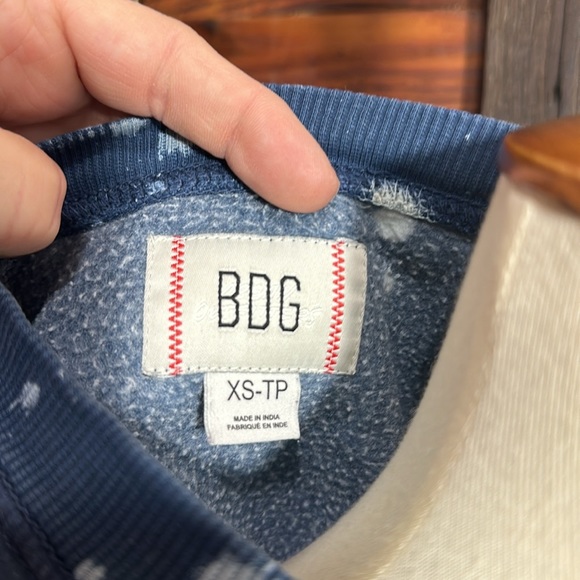 BDG
XS-TP
MADE IN INDIA
FABRIQUÉ EN INDE